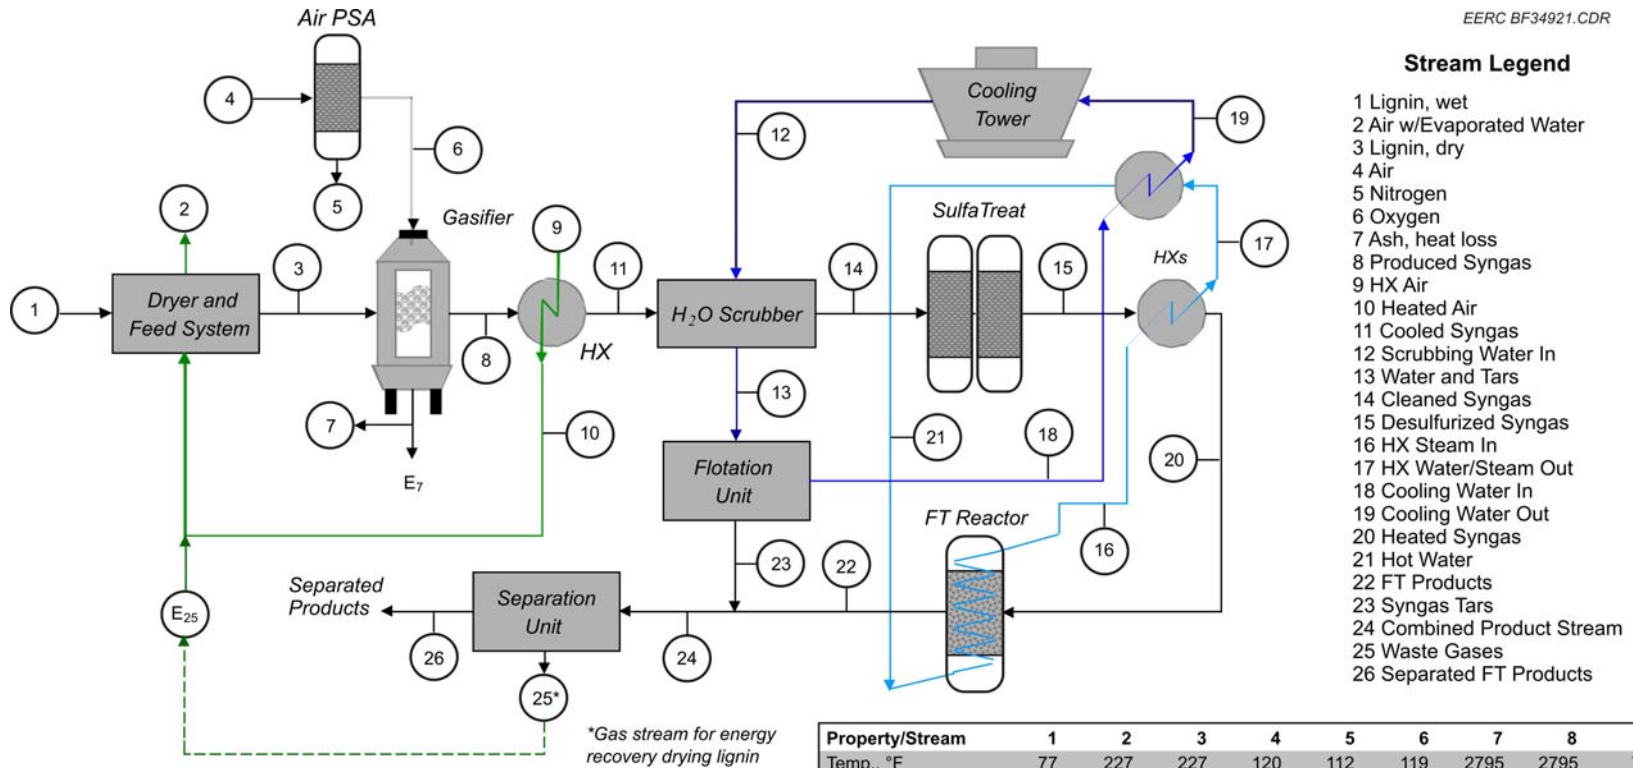 EERC BF34921.CDR
Air PSA
4
6
5
2
Gasifier
9
1
Dryer and
Feed System
3
8
HX
11
7
E7
10
12
Cooling
Tower
19
H2O Scrubber
14
SulfaTreat
15
HXs
17
13
Flotation
Unit
21
18
20
FT Reactor
16
23
22
Separated
Products
Separation
Unit
E25
26
24
25*
*Gas stream for energy
recovery drying lignin
Stream Legend
1 Lignin, wet
2 Air w/Evaporated Water
3 Lignin, dry
4 Air
5 Nitrogen
6 Oxygen
7 Ash, heat loss
8 Produced Syngas
9 HX Air
10 Heated Air
11 Cooled Syngas
12 Scrubbing Water In
13 Water and Tars
14 Cleaned Syngas
15 Desulfurized Syngas
16 HX Steam In
17 HX Water/Steam Out
18 Cooling Water In
19 Cooling Water Out
20 Heated Syngas
21 Hot Water
22 FT Products
23 Syngas Tars
24 Combined Product Stream
25 Waste Gases
26 Separated FT Products
Property/Stream 1 2 3 4 5 6 7 8
Temp., °F 77 227 227 120 112 119 2795 2795